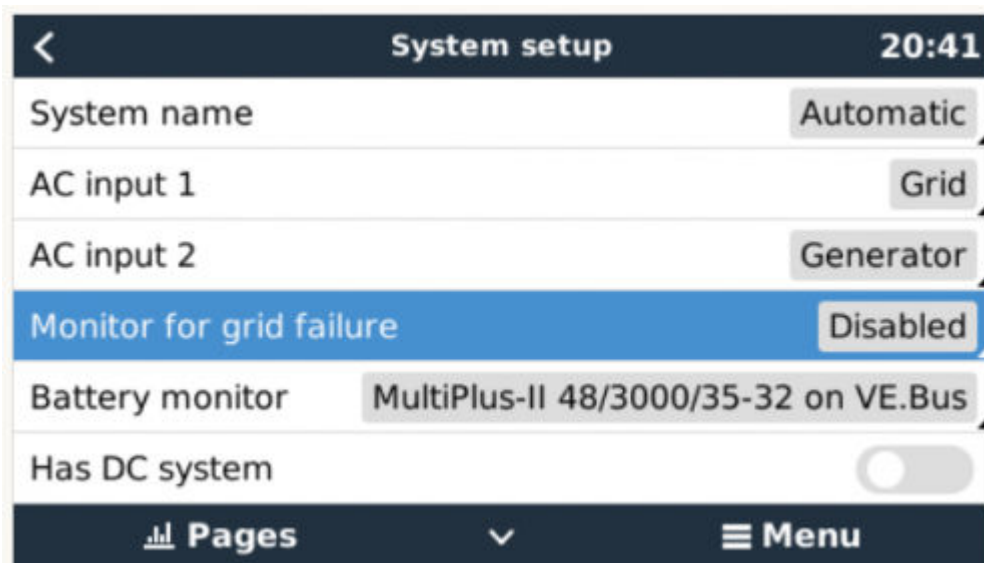 System setup 20:41
System name Automatic
AC input 1 Grid
AC input 2 Generator
Monitor for grid failure Disabled
Battery monitor MultiPlus-II 48/3000/35-32 on VE.Bus
Has DC system
Pages Menu